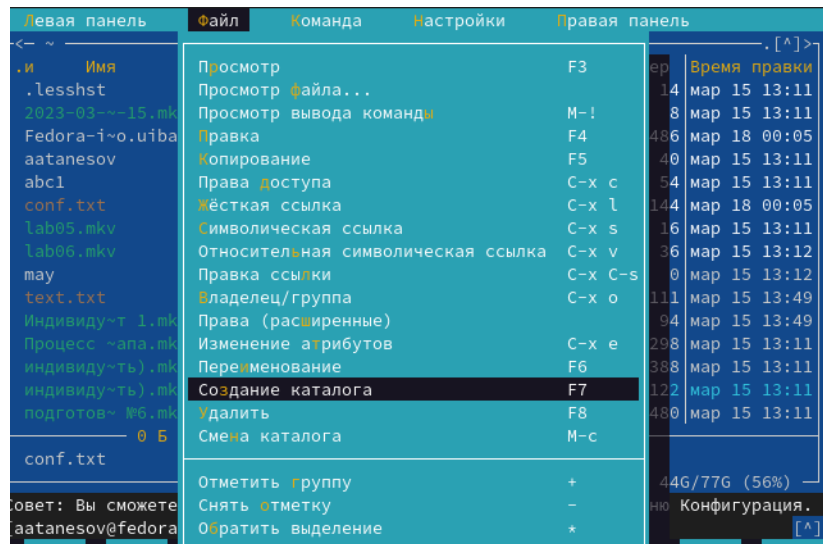 Левая панель Файл Команда Настройки Правая панель
<— ~ .[^]>
.и Имя Просмотр F3 ер Время правки
.lesshst Просмотр файла... 14 мар 15 13:11
2023-03-~-15.mk Просмотр вывода команды M-! 8 мар 15 13:11
Fedora-i~o.uiba Правка F4 486 мар 18 00:05
aatanesov Копирование F5 40 мар 15 13:11
abc1 Права доступа C-x c 54 мар 15 13:11
conf.txt Жёсткая ссылка C-x l 144 мар 18 00:05
lab05.mkv Символическая ссылка C-x s 16 мар 15 13:11
lab06.mkv Относительная символическая ссылка C-x v 36 мар 15 13:12
may Правка ссылки C-x C-s 0 мар 15 13:12
text.txt Владелец/группа C-x o 111 мар 15 13:49
Индивиду~т 1.mk Права (расширенные) 94 мар 15 13:49
Процесс ~апа.mk Изменение атрибутов C-x e 298 мар 15 13:11
индивиду~ть).mk Переименование F6 388 мар 15 13:11
индивиду~ть).mk Создание каталога F7 122 мар 15 13:11
подготов~ №6.mk Удалить F8 480 мар 15 13:11
0 Б Смена каталога M-c
conf.txt
Отметить группу + 44G/77G (56%)
Совет: Вы сможете Снять отметку - ню Конфигурация.
[aatanesov@fedora Обратить выделение * [^]